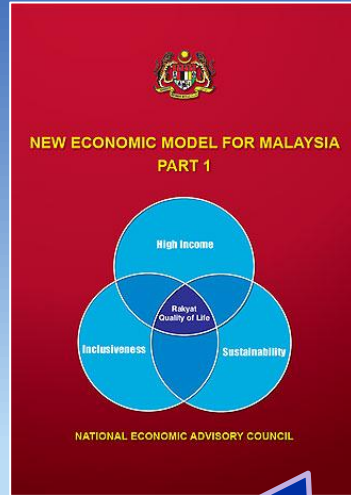 NEW ECONOMIC MODEL FOR MALAYSIA
PART 1
High Income
Rakyat
Quality of Life
Inclusiveness
Sustainability
NATIONAL ECONOMIC ADVISORY COUNCIL